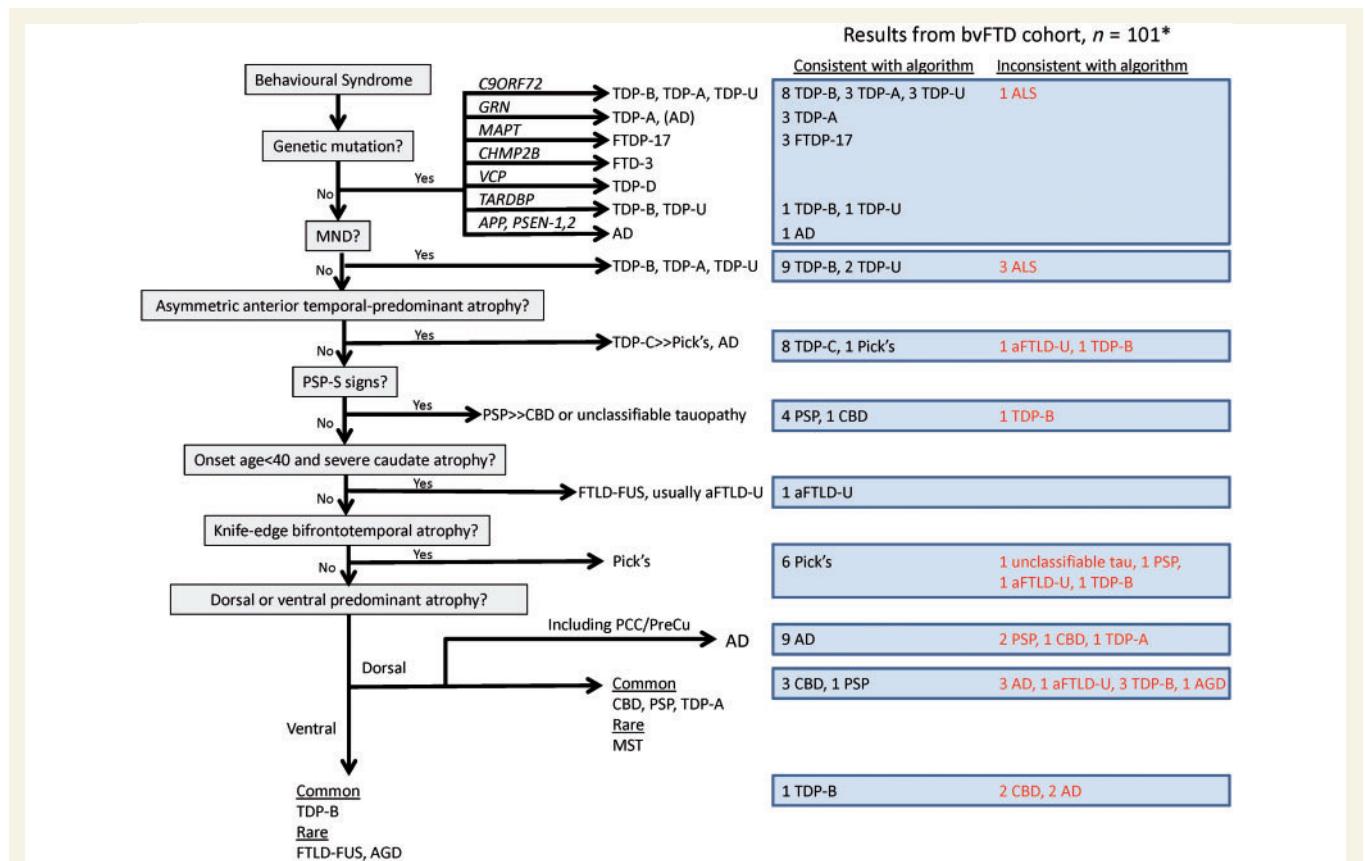 Results from bvFTD cohort, n = 101*
Consistent with algorithm
Inconsistent with algorithm
Behavioural Syndrome
Genetic mutation?
Yes
No
C9ORF72
TDP-B, TDP-A, TDP-U
8 TDP-B, 3 TDP-A, 3 TDP-U
1 ALS
GRN
TDP-A, (AD)
3 TDP-A
MAPT
FTDP-17
3 FTDP-17
CHMP2B
FTD-3
VCP
TDP-D
TARDBP
TDP-B, TDP-U
1 TDP-B, 1 TDP-U
APP, PSEN-1,2
AD
1 AD
MND?
Yes
No
TDP-B, TDP-A, TDP-U
9 TDP-B, 2 TDP-U
3 ALS
Asymmetric anterior temporal-predominant atrophy?
Yes
No
TDP-C>>Pick's, AD
8 TDP-C, 1 Pick's
1 aFTLD-U, 1 TDP-B
PSP-S signs?
Yes
No
PSP>>CBD or unclassifiable tauopathy
4 PSP, 1 CBD
1 TDP-B
Onset age<40 and severe caudate atrophy?
Yes
No
FTLD-FUS, usually aFTLD-U
1 aFTLD-U
Knife-edge bifrontotemporal atrophy?
Yes
No
Pick's
6 Pick's
1 unclassifiable tau, 1 PSP,
1 aFTLD-U, 1 TDP-B
Dorsal or ventral predominant atrophy?
Including PCC/PreCu
AD
9 AD
2 PSP, 1 CBD, 1 TDP-A
Dorsal
Common
CBD, PSP, TDP-A
Rare
MST
3 CBD, 1 PSP
3 AD, 1 aFTLD-U, 3 TDP-B, 1 AGD
Ventral
Common
TDP-B
Rare
FTLD-FUS, AGD
1 TDP-B
2 CBD, 2 AD